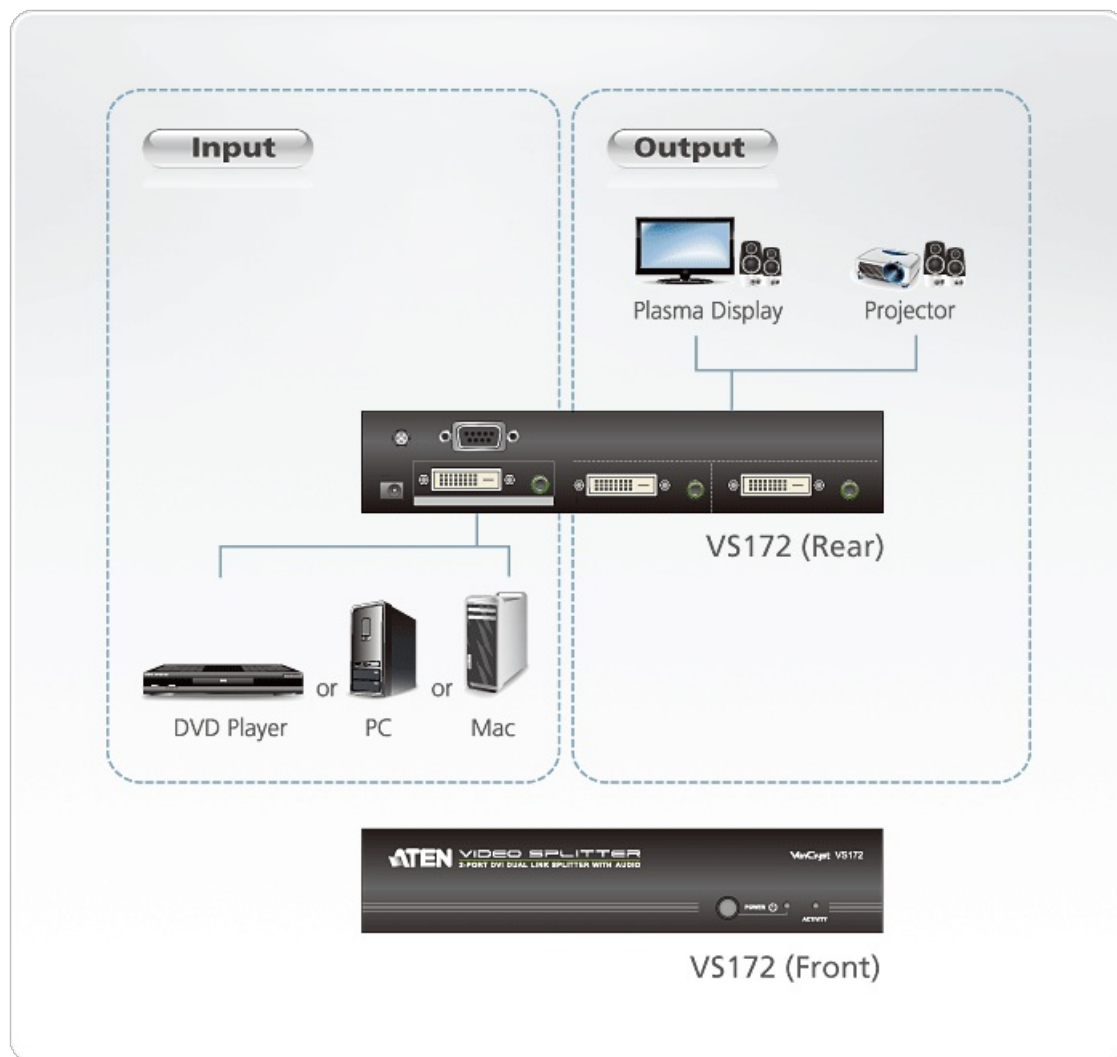 Input
Output
Plasma Display
Projector
VS172 (Rear)
or
or
DVD Player
PC
Mac
ATEN VIDEO SPLITTER
2-PORT DVI DUAL LINK SPLITTER WITH AUDIO
VanCryst VS172
POWER
ACTIVITY
VS172 (Front)